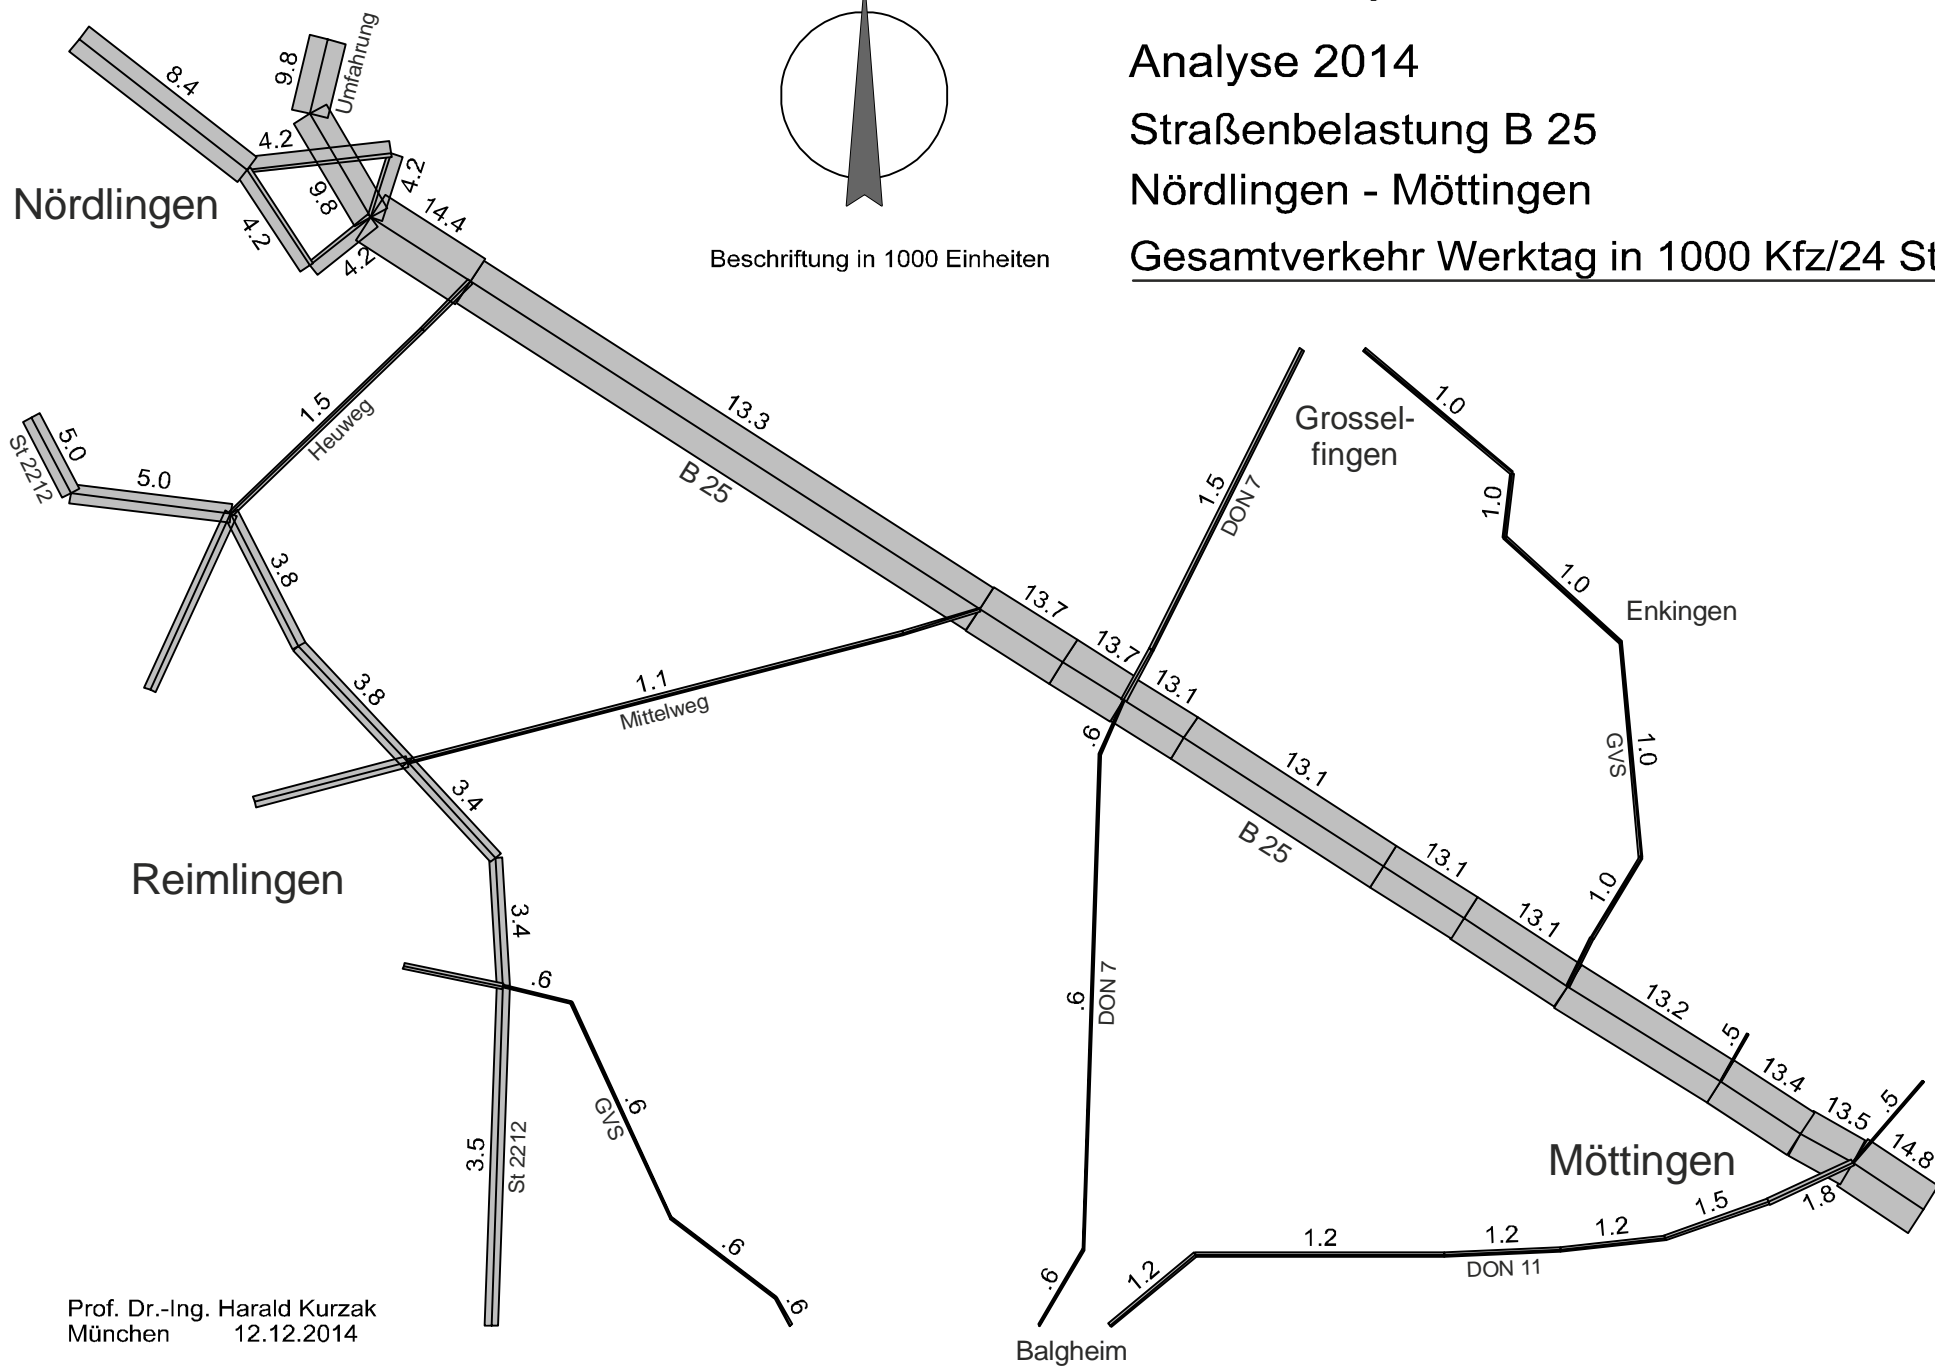 Analyse 2014
Straßenbelastung B 25
Nördlingen - Möttingen
Gesamtverkehr Werktag in 1000 Kfz/24 St
Beschriftung in 1000 Einheiten
8.4
9.8
Umfahrung
4.2
4.2
9.8
4.2
4.2
14.4
Nördlingen
1.5
Heuweg
13.3
B 25
5.0
St 2212
5.0
3.8
3.8
1.1
Mittelweg
3.4
3.4
Reimlingen
.6
.6
GVS
.6
.6
3.5
St 2212
Grossel-
fingen
1.5
DON 7
1.0
1.0
1.0
Enkingen
1.0
GVS
1.0
13.7
13.7
13.1
13.1
B 25
13.1
13.1
13.2
.5
13.4
13.5
.5
14.8
.6
.6
DON 7
.6
Möttingen
1.8
1.5
1.2
1.2
DON 11
1.2
1.2
Balgheim
Prof. Dr.-Ing. Harald Kurzak
München 12.12.2014